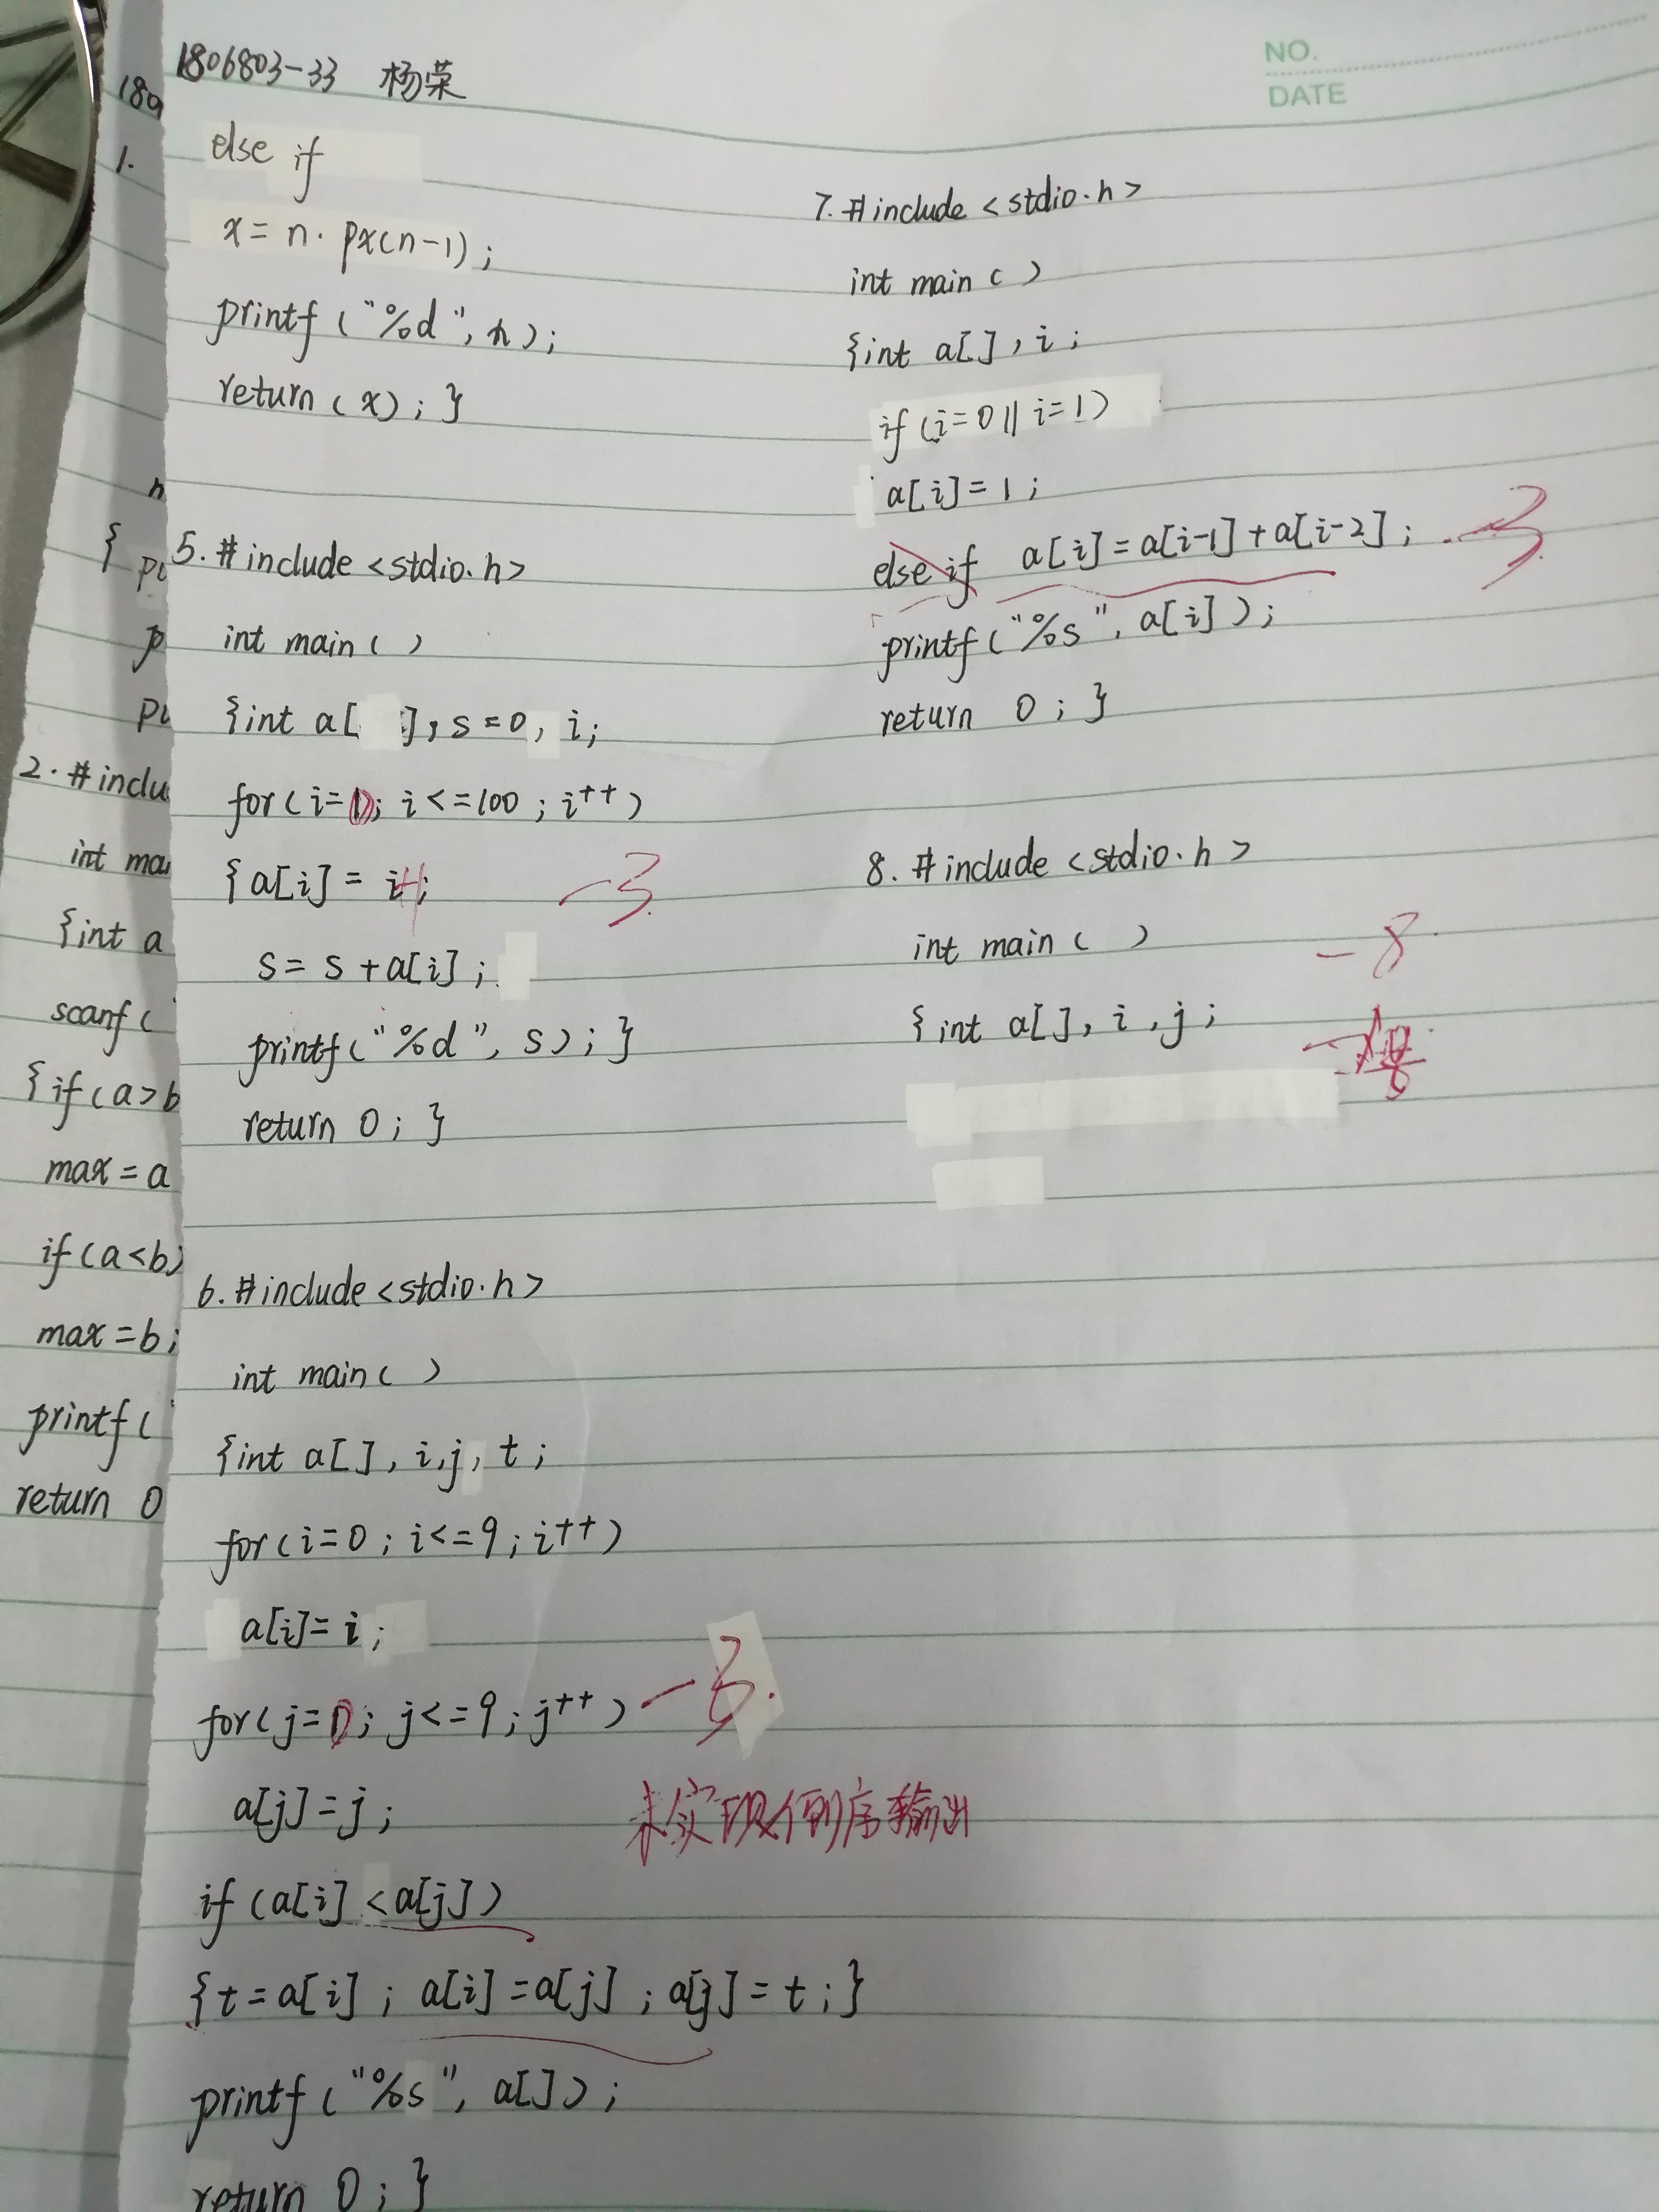 1806803-33 杨荣
NO.
DATE
else if
x = n· px(n-1);
printf("%d", n);
return(x); }
5. #include <stdio.h>
int main( )
{int a[ ], s=0, i;
for(i=0; i<=100; i++)
{a[i] = i;
-3
s = s + a[i];
printf("%d", s); }
return 0; }
6. #include <stdio.h>
int main( )
{int a[], i,j, t;
for(i=0; i<=9; i++)
a[i]=i;
for(j=0; j<=9; j++)
-3.
a[j]=j;
未实现倒序输出
if(a[i] <a[j])
{t=a[i]; a[i]=a[j]; a[j]=t;}
printf("%s", a[]);
return 0; }
7. #include <stdio.h>
int main( )
{int a[], i;
if(i=0 || i=1)
a[i]=1;
else if a[i]=a[i-1]+a[i-2];
-3
printf("%s", a[i]);
return 0; }
8. #include <stdio.h>
int main( )
-8
{int a[], i, j;
180
1.
n
{
p
2. #inclu
int ma
{int a
scanf(
{if(a>b
max=a
if(a<b)
max=b;
printf(
return 0